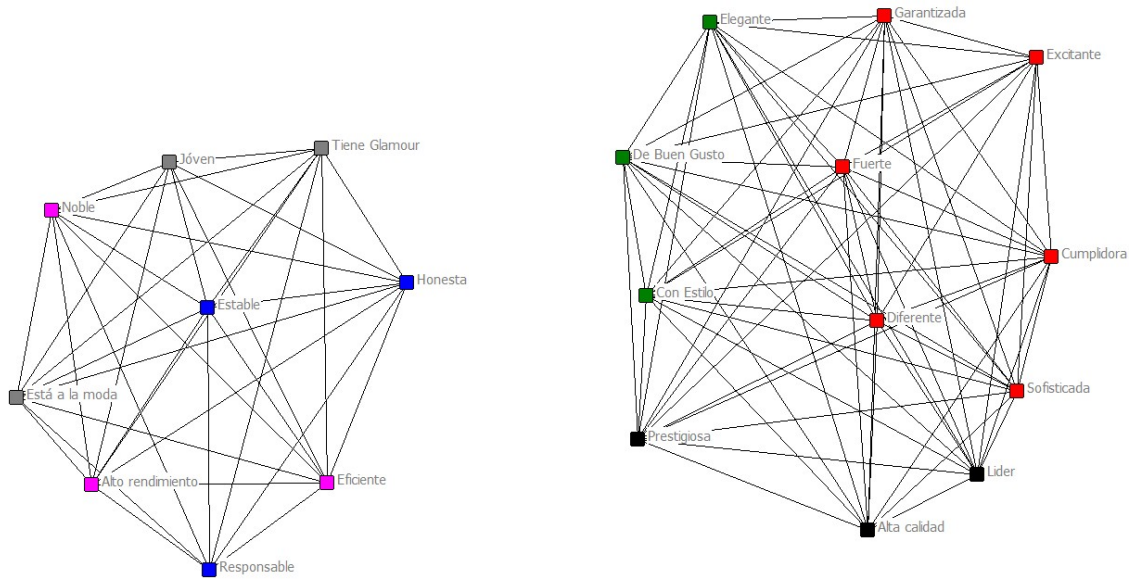 Jóven
Tiene Glamour
Noble
Honesta
Estable
Está a la moda
Alto rendimiento
Eficiente
Responsable
Elegante
Garantizada
Excitante
De Buen Gusto
Fuerte
Cumplidora
Con Estilo
Diferente
Sofisticada
Prestigiosa
Lider
Alta calidad